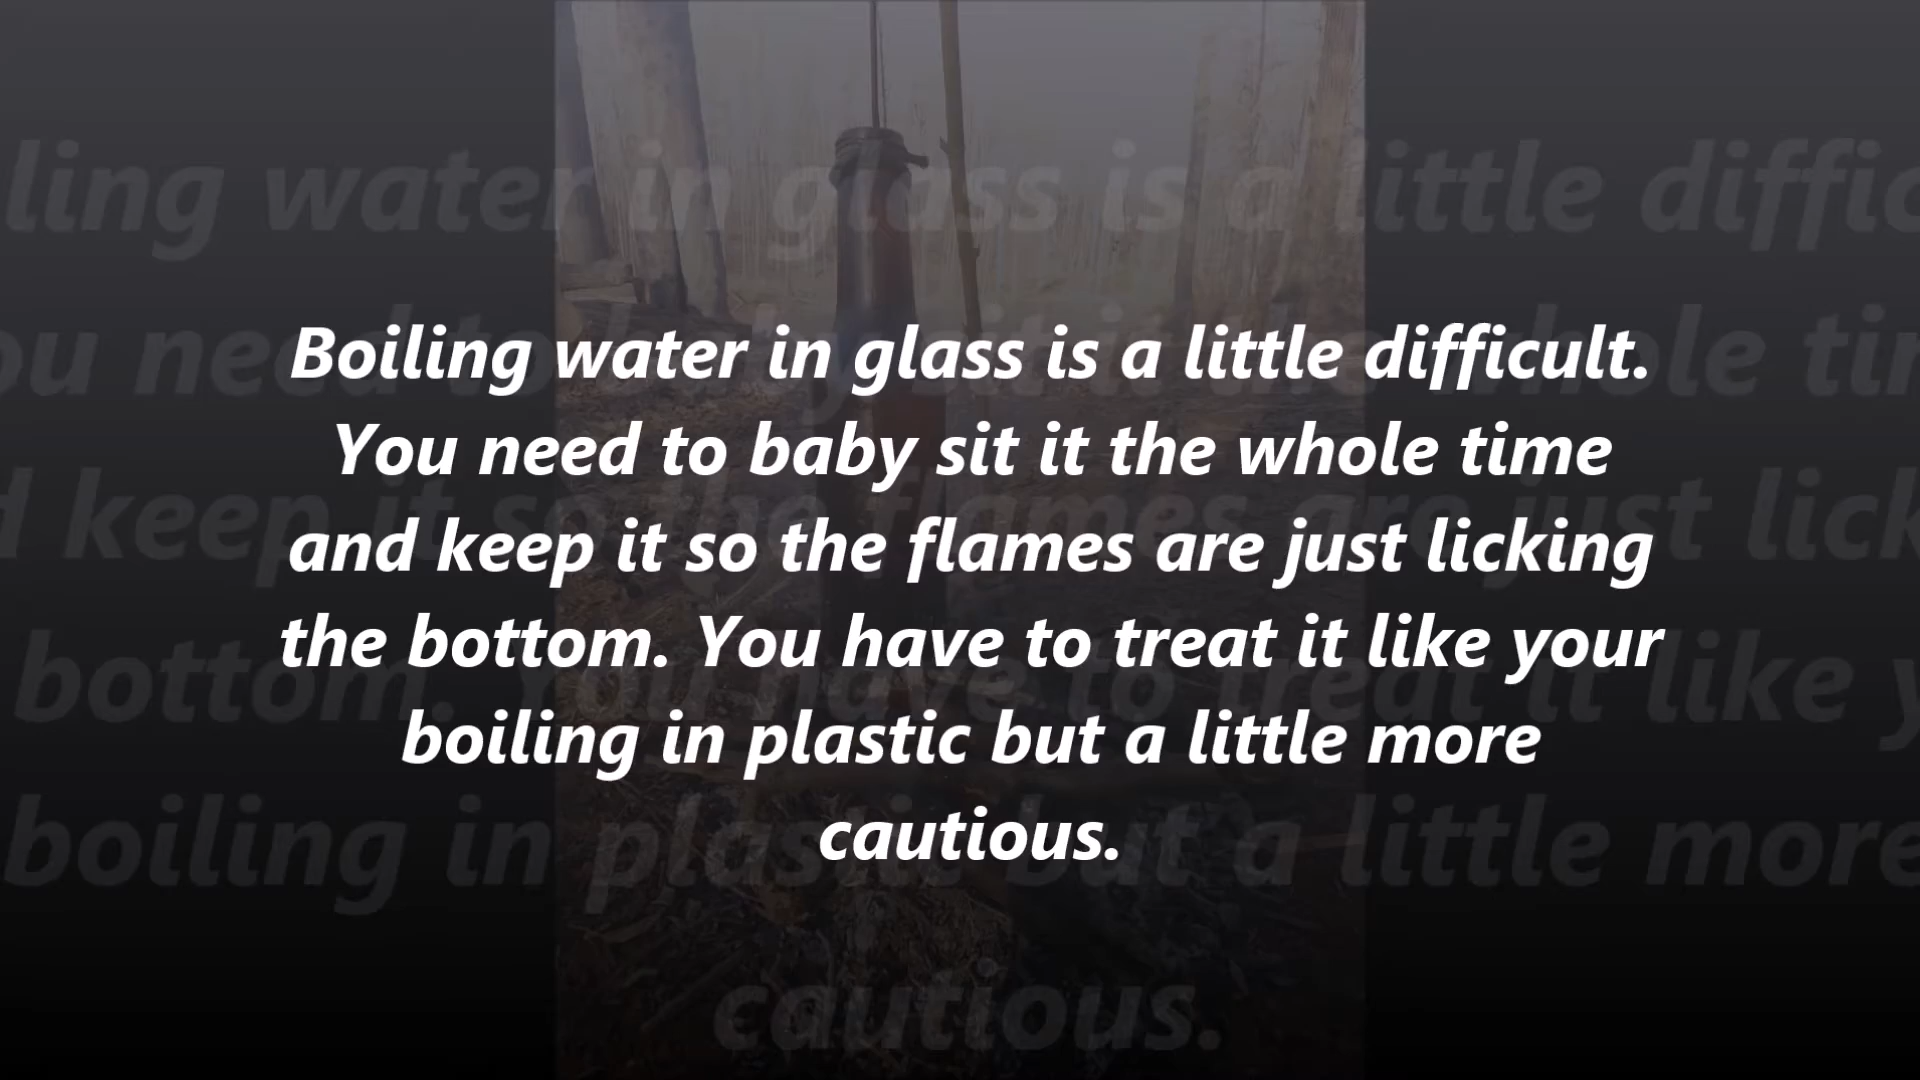 Boiling water in glass is a little difficult.
You need to baby sit it the whole time
and keep it so the flames are just licking
the bottom. You have to treat it like your
boiling in plastic but a little more
cautious.